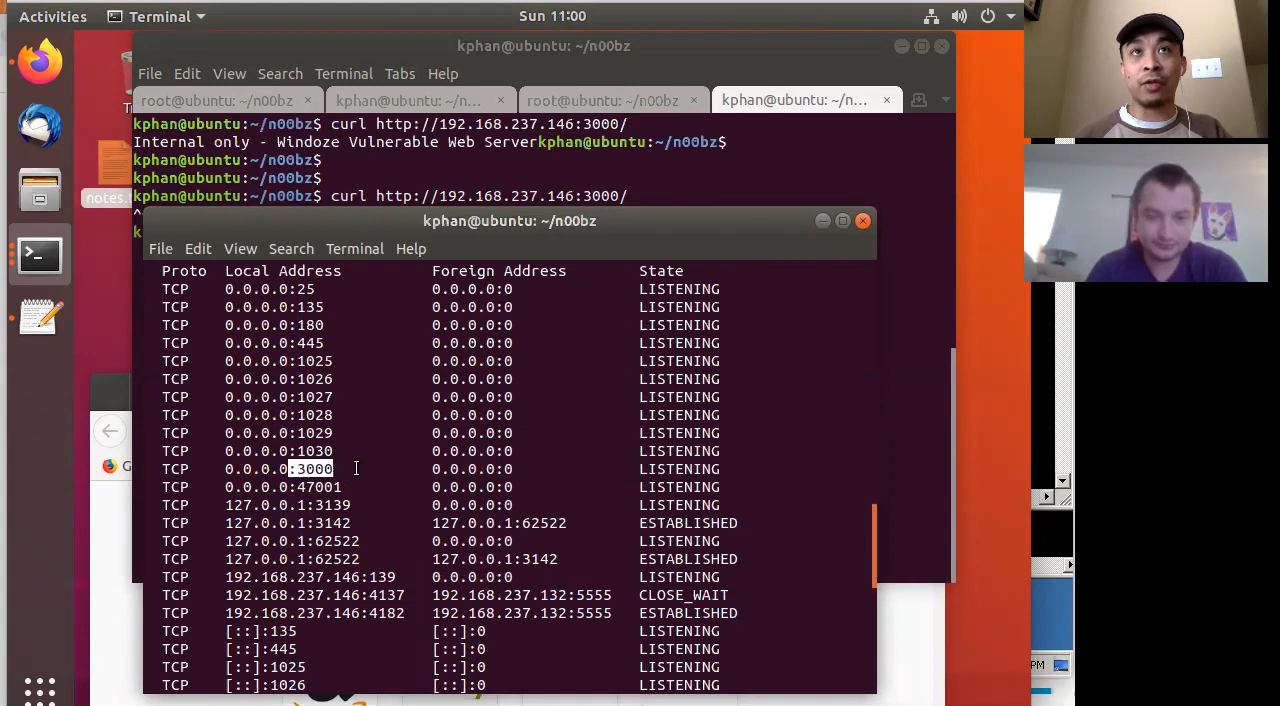 Activities Terminal Sun 11:00
kphan@ubuntu: ~/n00bz
File Edit View Search Terminal Tabs Help
root@ubuntu: ~/n00bz × kphan@ubuntu: ~/n... × root@ubuntu: ~/n00bz × kphan@ubuntu: ~/n... ×
kphan@ubuntu:~/n00bz$ curl http://192.168.237.146:3000/
Internal only - Windoze Vulnerable Web Serverkphan@ubuntu:~/n00bz$
kphan@ubuntu:~/n00bz$
kphan@ubuntu:~/n00bz$
kphan@ubuntu:~/n00bz$ curl http://192.168.237.146:3000/
kphan@ubuntu: ~/n00bz
File Edit View Search Terminal Help
Proto Local Address Foreign Address State
TCP 0.0.0.0:25 0.0.0.0:0 LISTENING
TCP 0.0.0.0:135 0.0.0.0:0 LISTENING
TCP 0.0.0.0:180 0.0.0.0:0 LISTENING
TCP 0.0.0.0:445 0.0.0.0:0 LISTENING
TCP 0.0.0.0:1025 0.0.0.0:0 LISTENING
TCP 0.0.0.0:1026 0.0.0.0:0 LISTENING
TCP 0.0.0.0:1027 0.0.0.0:0 LISTENING
TCP 0.0.0.0:1028 0.0.0.0:0 LISTENING
TCP 0.0.0.0:1029 0.0.0.0:0 LISTENING
TCP 0.0.0.0:1030 0.0.0.0:0 LISTENING
TCP 0.0.0.0:3000 0.0.0.0:0 LISTENING
TCP 0.0.0.0:47001 0.0.0.0:0 LISTENING
TCP 127.0.0.1:3139 0.0.0.0:0 LISTENING
TCP 127.0.0.1:3142 127.0.0.1:62522 ESTABLISHED
TCP 127.0.0.1:62522 0.0.0.0:0 LISTENING
TCP 127.0.0.1:62522 127.0.0.1:3142 ESTABLISHED
TCP 192.168.237.146:139 0.0.0.0:0 LISTENING
TCP 192.168.237.146:4137 192.168.237.132:5555 CLOSE_WAIT
TCP 192.168.237.146:4182 192.168.237.132:5555 ESTABLISHED
TCP [::]:135 [::]:0 LISTENING
TCP [::]:445 [::]:0 LISTENING
TCP [::]:1025 [::]:0 LISTENING
TCP [::]:1026 [::]:0 LISTENING
notes.
PM